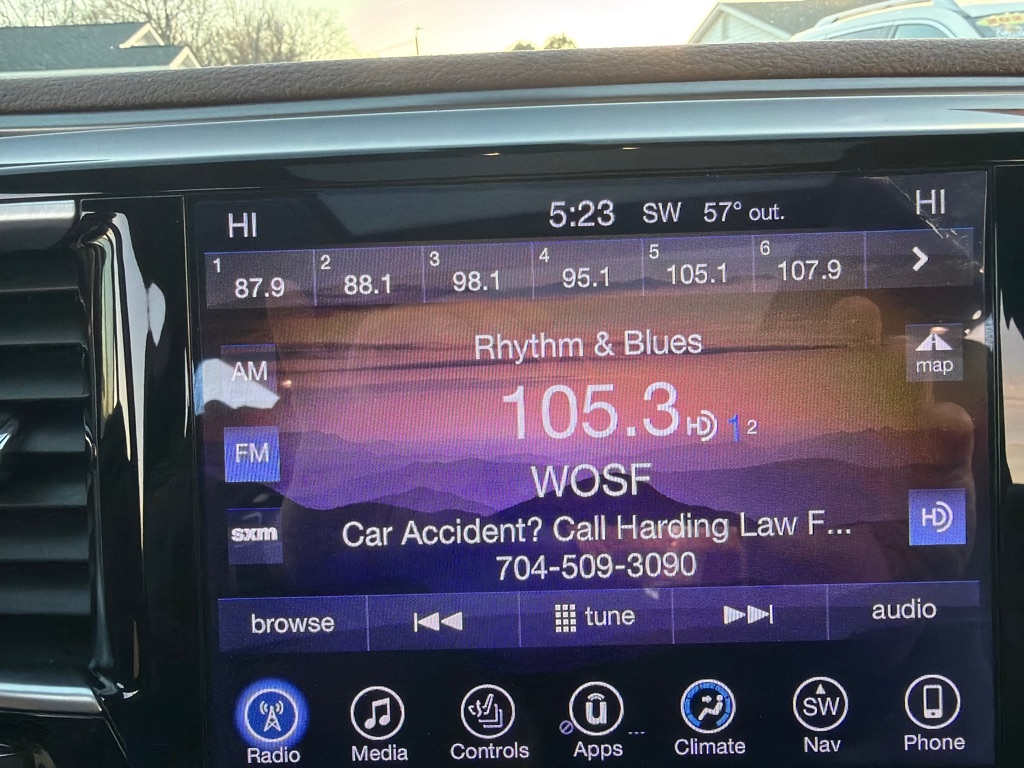 HI 5:23 SW 57° out. HI
1 87.9 2 88.1 3 98.1 4 95.1 5 105.1 6 107.9
Rhythm & Blues
map
AM
105.3 HD 1 2
FM
WOSF
HD
sxm
Car Accident? Call Harding Law F...
704-509-3090
browse tune audio
SW
Radio Media Controls Apps ... Climate Nav Phone